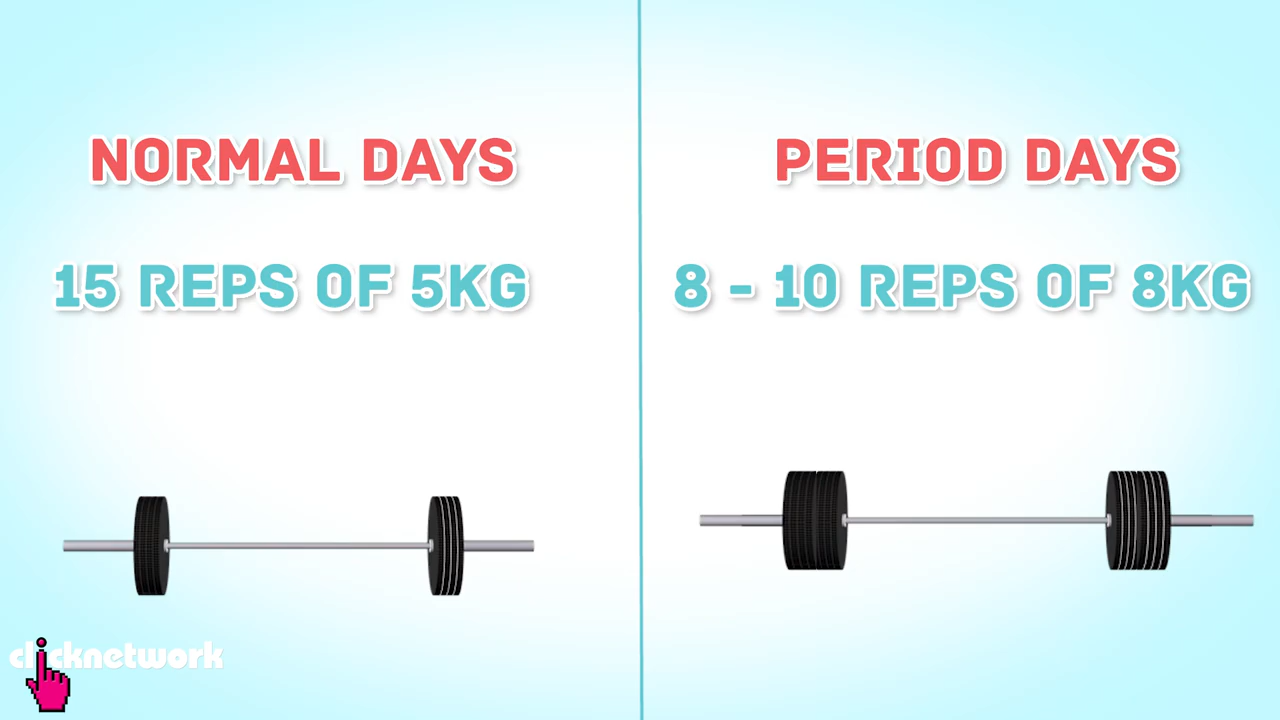 NORMAL DAYS
15 REPS OF 5KG
PERIOD DAYS
8 - 10 REPS OF 8KG
clicknetwork